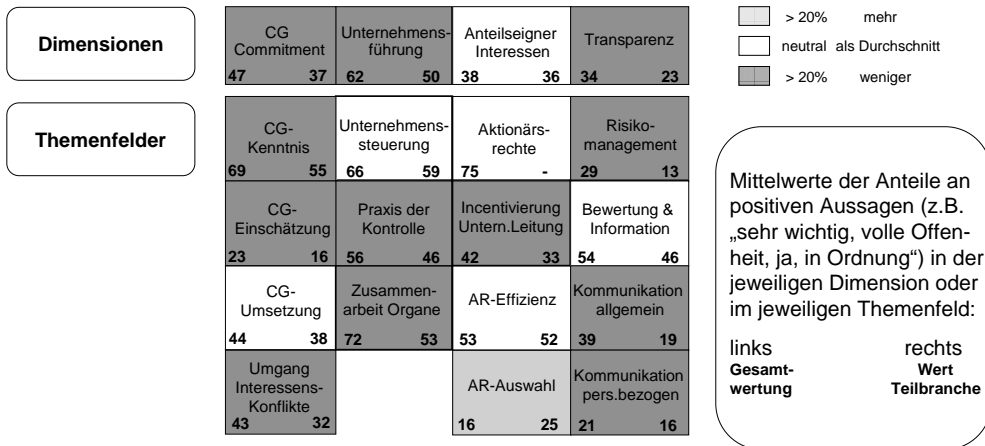 Dimensionen
CG
Commitment
47 37
Unternehmens-
führung
62 50
Anteilseigner
Interessen
38 36
Transparenz
34 23
> 20% mehr
neutral als Durchschnitt
> 20% weniger
Themenfelder
CG-
Kenntnis
69 55
Unternehmens-
steuerung
66 59
Aktionärs-
rechte
75 -
Risiko-
management
29 13
CG-
Einschätzung
23 16
Praxis der
Kontrolle
56 46
Incentivierung
Untern.Leitung
42 33
Bewertung &
Information
54 46
CG-
Umsetzung
44 38
Zusammen-
arbeit Organe
72 53
AR-Effizienz
53 52
Kommunikation
allgemein
39 19
Umgang
Interessens-
Konflikte
43 32
AR-Auswahl
16 25
Kommunikation
pers.bezogen
21 16
Mittelwerte der Anteile an
positiven Aussagen (z.B.
„sehr wichtig, volle Offen-
heit, ja, in Ordnung“) in der
jeweiligen Dimension oder
im jeweiligen Themenfeld:
links rechts
Gesamt- Wert
wertung Teilbranche